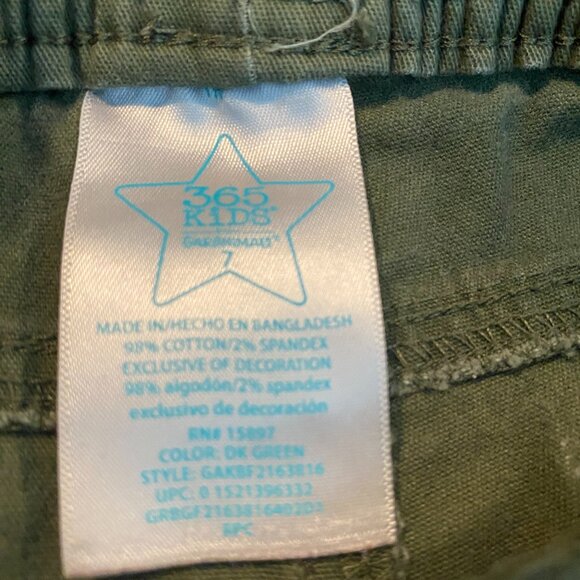 365
KiDS
GARANIMALS
7
MADE IN/HECHO EN BANGLADESH
98% COTTON/2% SPANDEX
EXCLUSIVE OF DECORATION
98% algodón/2% spandex
exclusivo de decoración
RN# 15897
COLOR: DK GREEN
STYLE: GAKBF2163816
UPC: 0 1521396332